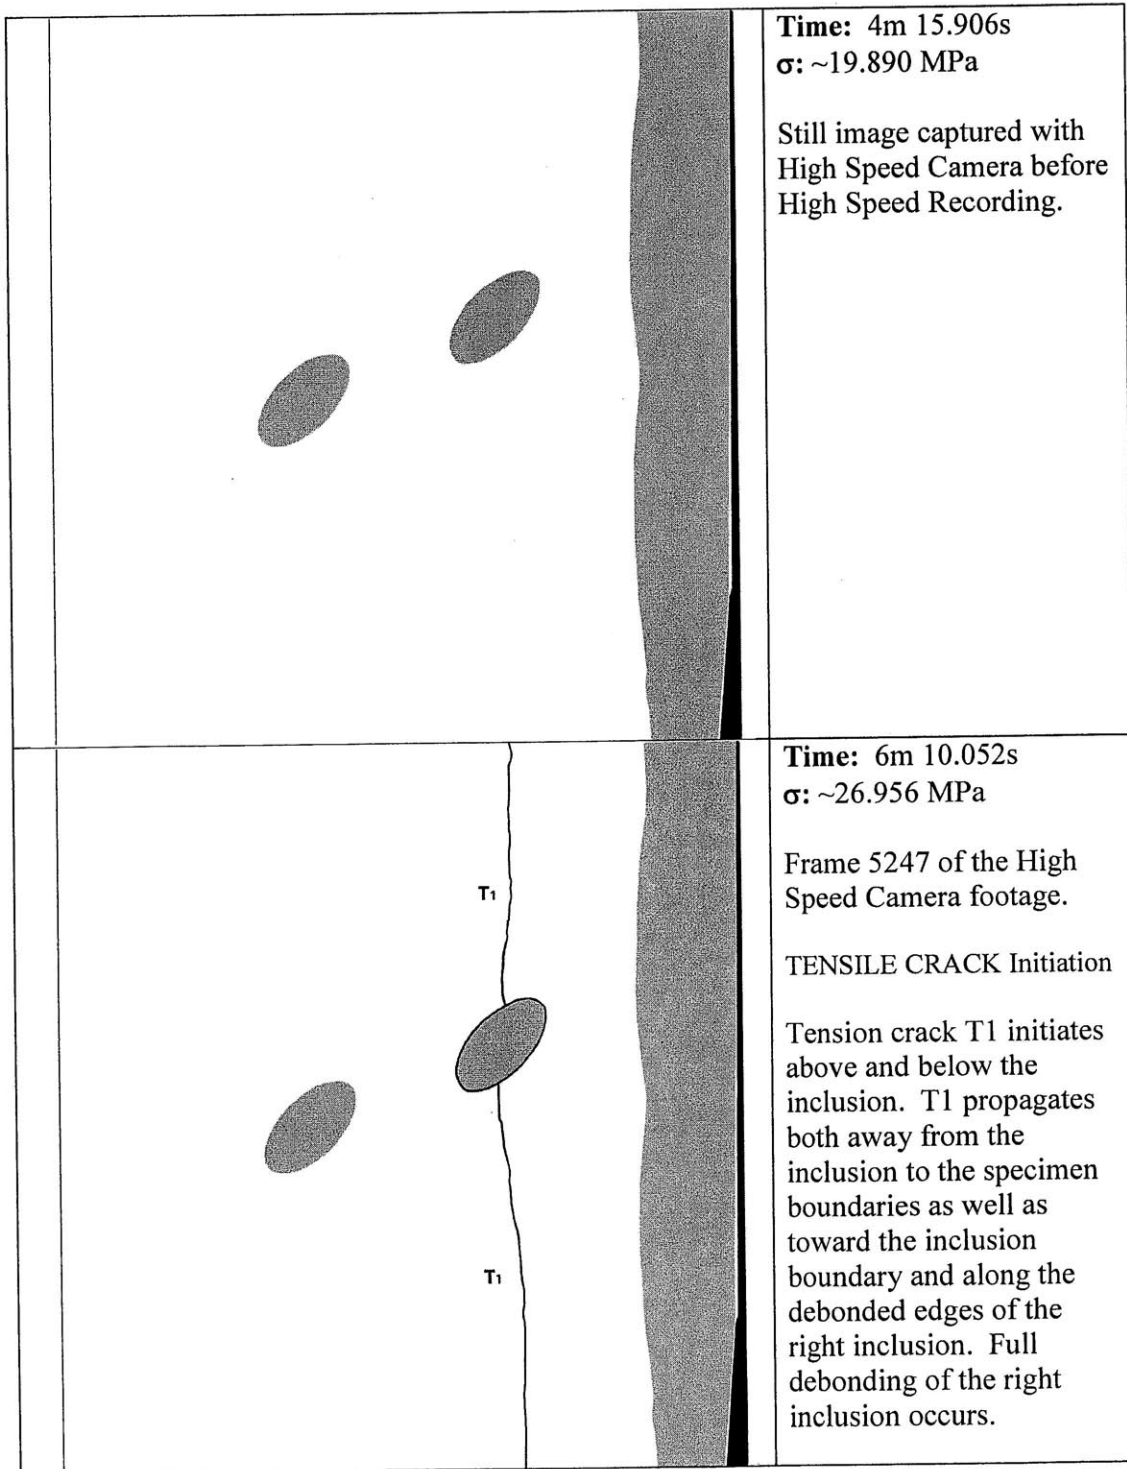 Time: 4m 15.906s
σ: ~19.890 MPa
Still image captured with
High Speed Camera before
High Speed Recording.
T1
T1
Time: 6m 10.052s
σ: ~26.956 MPa
Frame 5247 of the High
Speed Camera footage.
TENSILE CRACK Initiation
Tension crack T1 initiates
above and below the
inclusion. T1 propagates
both away from the
inclusion to the specimen
boundaries as well as
toward the inclusion
boundary and along the
debonded edges of the
right inclusion. Full
debonding of the right
inclusion occurs.